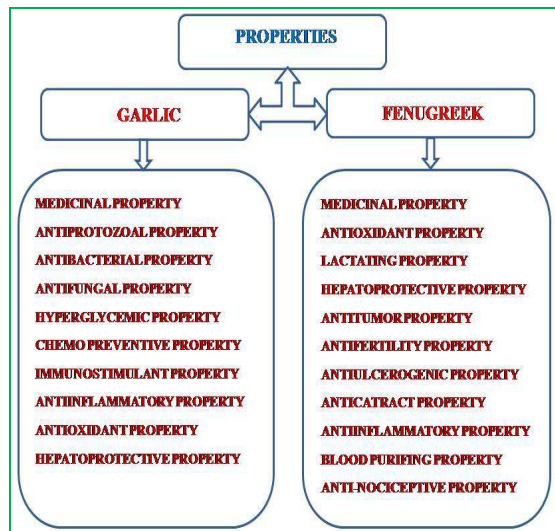 PROPERTIES
GARLIC
FENUGREEK
MEDICINAL PROPERTY
ANTIPROTOZOAL PROPERTY
ANTIBACTERIAL PROPERTY
ANTIFUNGAL PROPERTY
HYPERGLYCEMIC PROPERTY
CHEMO PREVENTIVE PROPERTY
IMMUNOSTIMULANT PROPERTY
ANTIINFLAMMATORY PROPERTY
ANTIOXIDANT PROPERTY
HEPATOPROTECTIVE PROPERTY
MEDICINAL PROPERTY
ANTIOXIDANT PROPERTY
LACTATING PROPERTY
HEPATOPROTECTIVE PROPERTY
ANTITUMOR PROPERTY
ANTIFERTILITY PROPERTY
ANTIULCEROGENIC PROPERTY
ANTICATRACT PROPERTY
ANTIINFLAMMATORY PROPERTY
BLOOD PURIFING PROPERTY
ANTI-NOCICEPTIVE PROPERTY